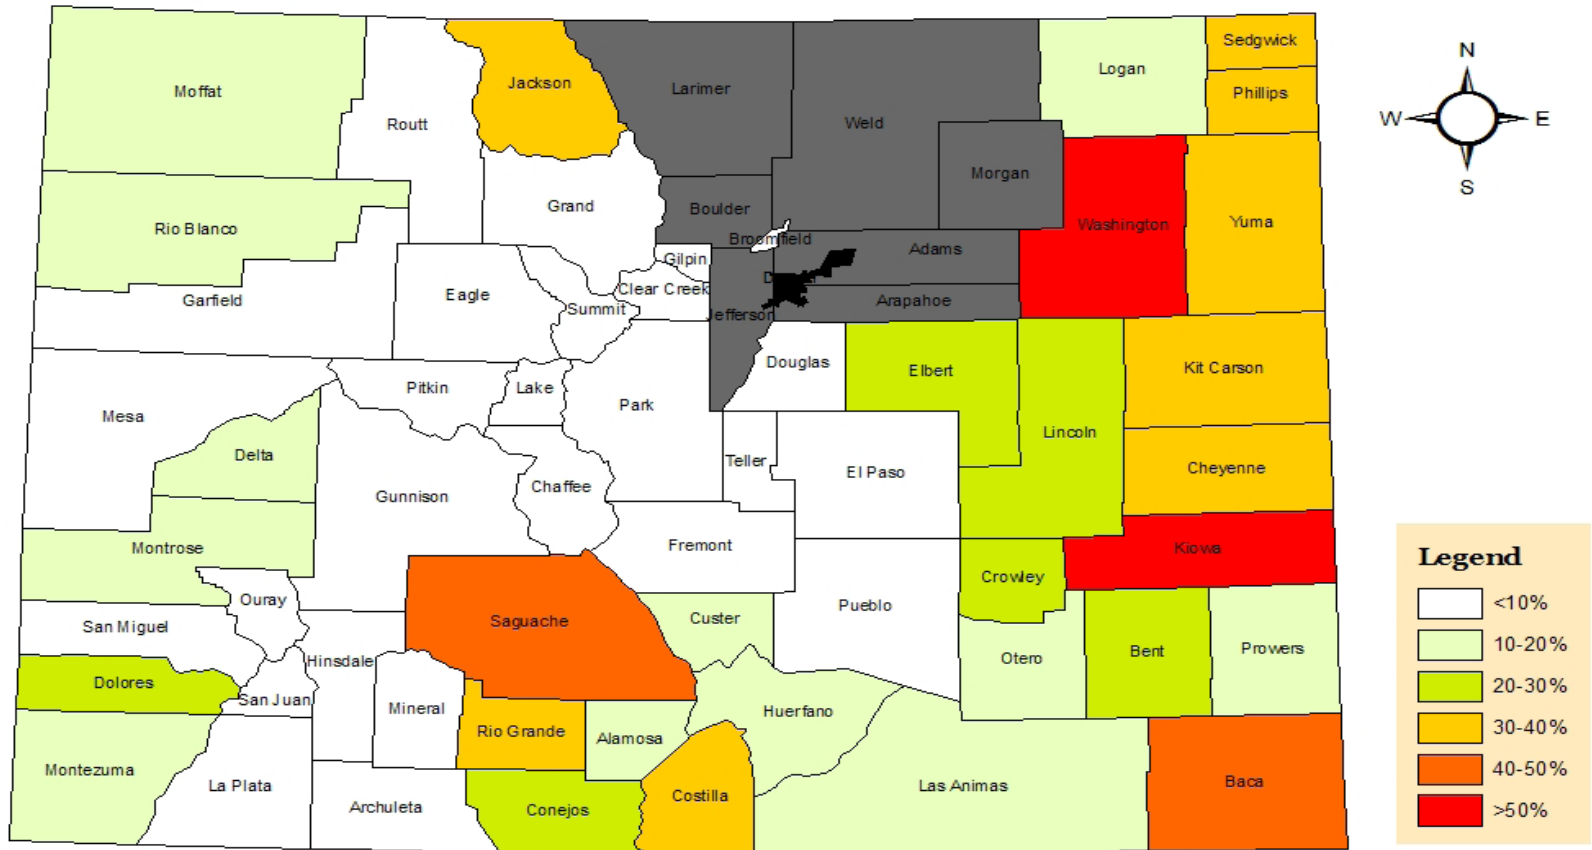 Sedgwick
Logan
Jackson
Larimer
Moffat
Phillips
Routt
Weld
Morgan
Grand
Boulder
Washington
Yuma
Rio Blanco
Broomfield
Adams
Gilpin
Clear Creek
Eagle
Garfield
Summit
Arapahoe
Jefferson
Douglas
Elbert
Kit Carson
Pitkin
Lake
Park
Mesa
Lincoln
Delta
Teller
El Paso
Cheyenne
Chaffee
Gunnison
Montrose
Fremont
Kiowa
Crowley
Ouray
Pueblo
San Miguel
Saguache
Custer
Hinsdale
Otero
Bent
Prowers
Dolores
San Juan
Mineral
Huerfano
Rio Grande
Alamosa
Montezuma
La Plata
Archuleta
Conejos
Costilla
Las Animas
Baca
N
W
E
S
Legend
<10%
10-20%
20-30%
30-40%
40-50%
>50%